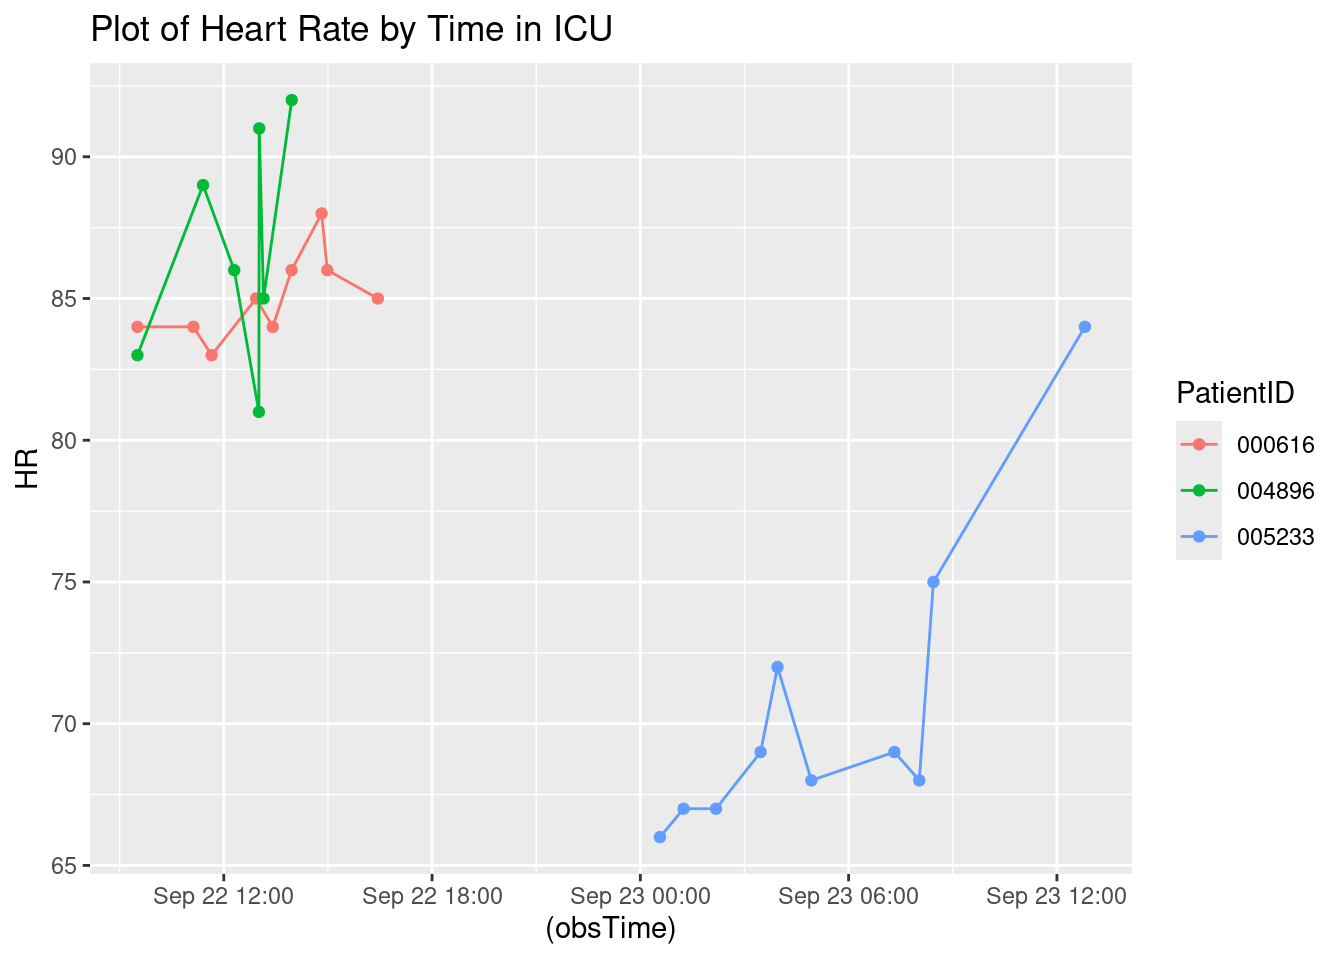 Plot of Heart Rate by Time in ICU
HR
90
85
80
75
70
65
Sep 22 12:00
Sep 22 18:00
Sep 23 00:00
Sep 23 06:00
Sep 23 12:00
(obsTime)
PatientID
000616
004896
005233